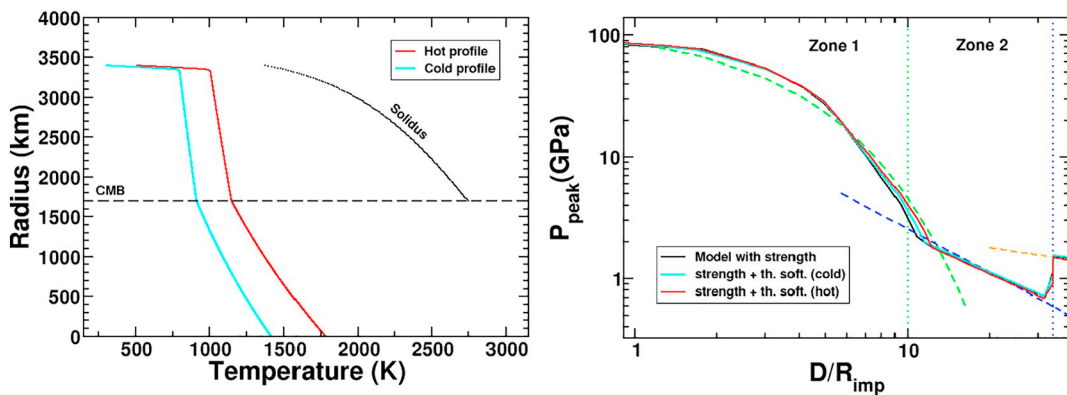 4000
3500
3000
2500
2000
1500
1000
500
0
Radius (km)
Hot profile
Cold profile
Solidus
CMB
500
1000
1500
2000
2500
3000
Temperature (K)
100
10
1
P peak (GPa)
Zone 1
Zone 2
Model with strength
strength + th. soft. (cold)
strength + th. soft. (hot)
1
10
D/R imp